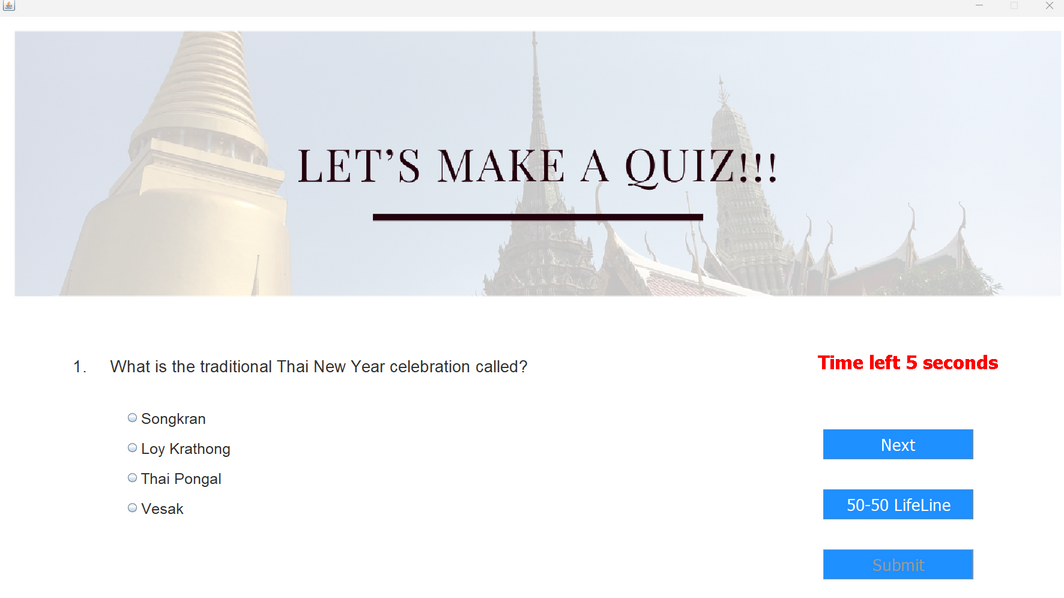 LET'S MAKE A QUIZ!!!
1. What is the traditional Thai New Year celebration called?
Time left 5 seconds
Songkran
Loy Krathong
Thai Pongal
Vesak
Next
50-50 LifeLine
Submit